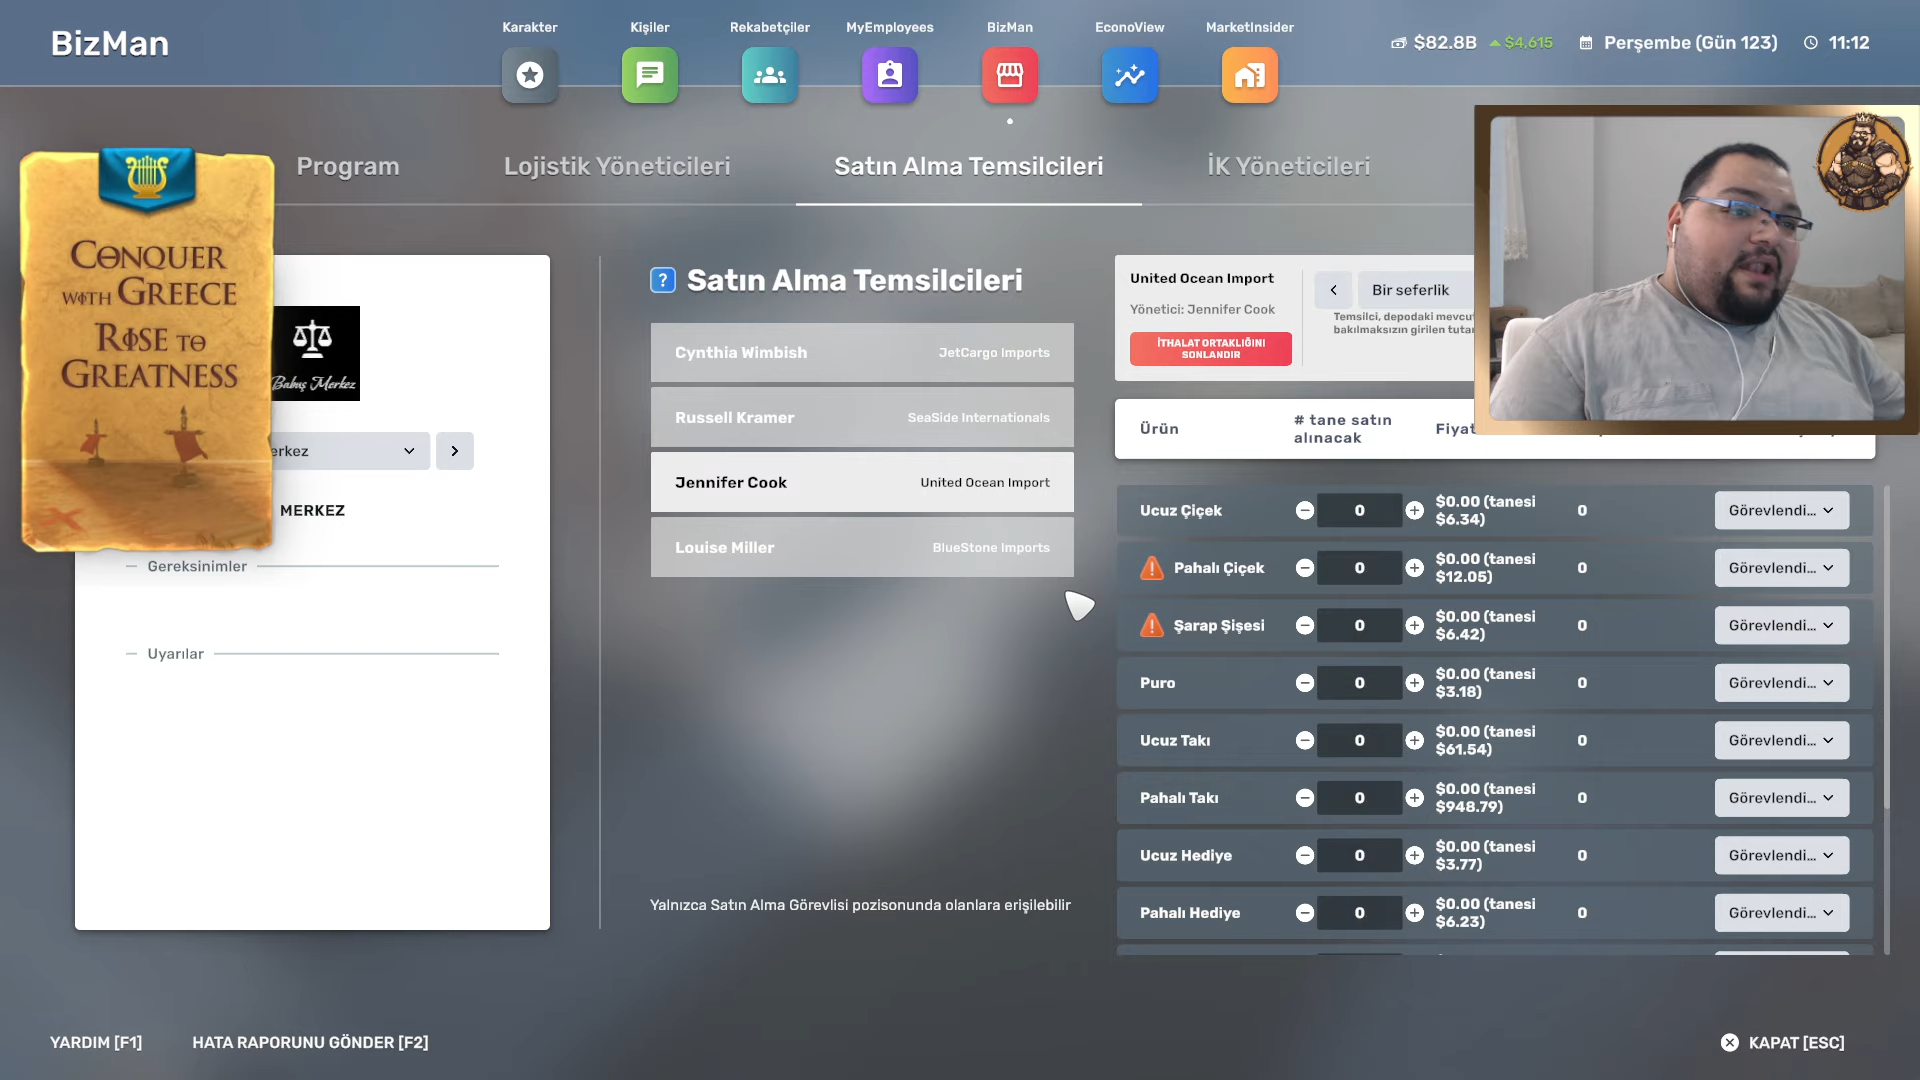 BizMan
Karakter
Kişiler
Rekabetçiler
MyEmployees
BizMan
EconoView
MarketInsider
$82.8B
$4,615
Perşembe (Gün 123)
11:12
Program
Lojistik Yöneticileri
Satın Alma Temsilcileri
İK Yöneticileri
CONQUER
WITH GREECE
RISE TO
GREATNESS
Babuş Merkez
erkez
MERKEZ
Gereksinimler
Uyarılar
? Satın Alma Temsilcileri
Cynthia Wimbish JetCargo Imports
Russell Kramer SeaSide Internationals
Jennifer Cook United Ocean Import
Louise Miller BlueStone Imports
Yalnızca Satın Alma Görevlisi pozisonunda olanlara erişilebilir
United Ocean Import
Yönetici: Jennifer Cook
İTHALAT ORTAKLIĞINI
SONLANDIR
Bir seferlik
Temsilci, depodaki mevcut
bakılmaksızın girilen tutar
Ürün
# tane satın
alınacak
Fiyat
Ucuz Çiçek 0 $0.00 (tanesi
$6.34) 0 Görevlendi...
Pahalı Çiçek 0 $0.00 (tanesi
$12.05) 0 Görevlendi...
Şarap Şişesi 0 $0.00 (tanesi
$6.42) 0 Görevlendi...
Puro 0 $0.00 (tanesi
$3.18) 0 Görevlendi...
Ucuz Takı 0 $0.00 (tanesi
$61.54) 0 Görevlendi...
Pahalı Takı 0 $0.00 (tanesi
$948.79) 0 Görevlendi...
Ucuz Hediye 0 $0.00 (tanesi
$3.77) 0 Görevlendi...
Pahalı Hediye 0 $0.00 (tanesi
$6.23) 0 Görevlendi...
YARDIM [F1]
HATA RAPORUNU GÖNDER [F2]
KAPAT [ESC]